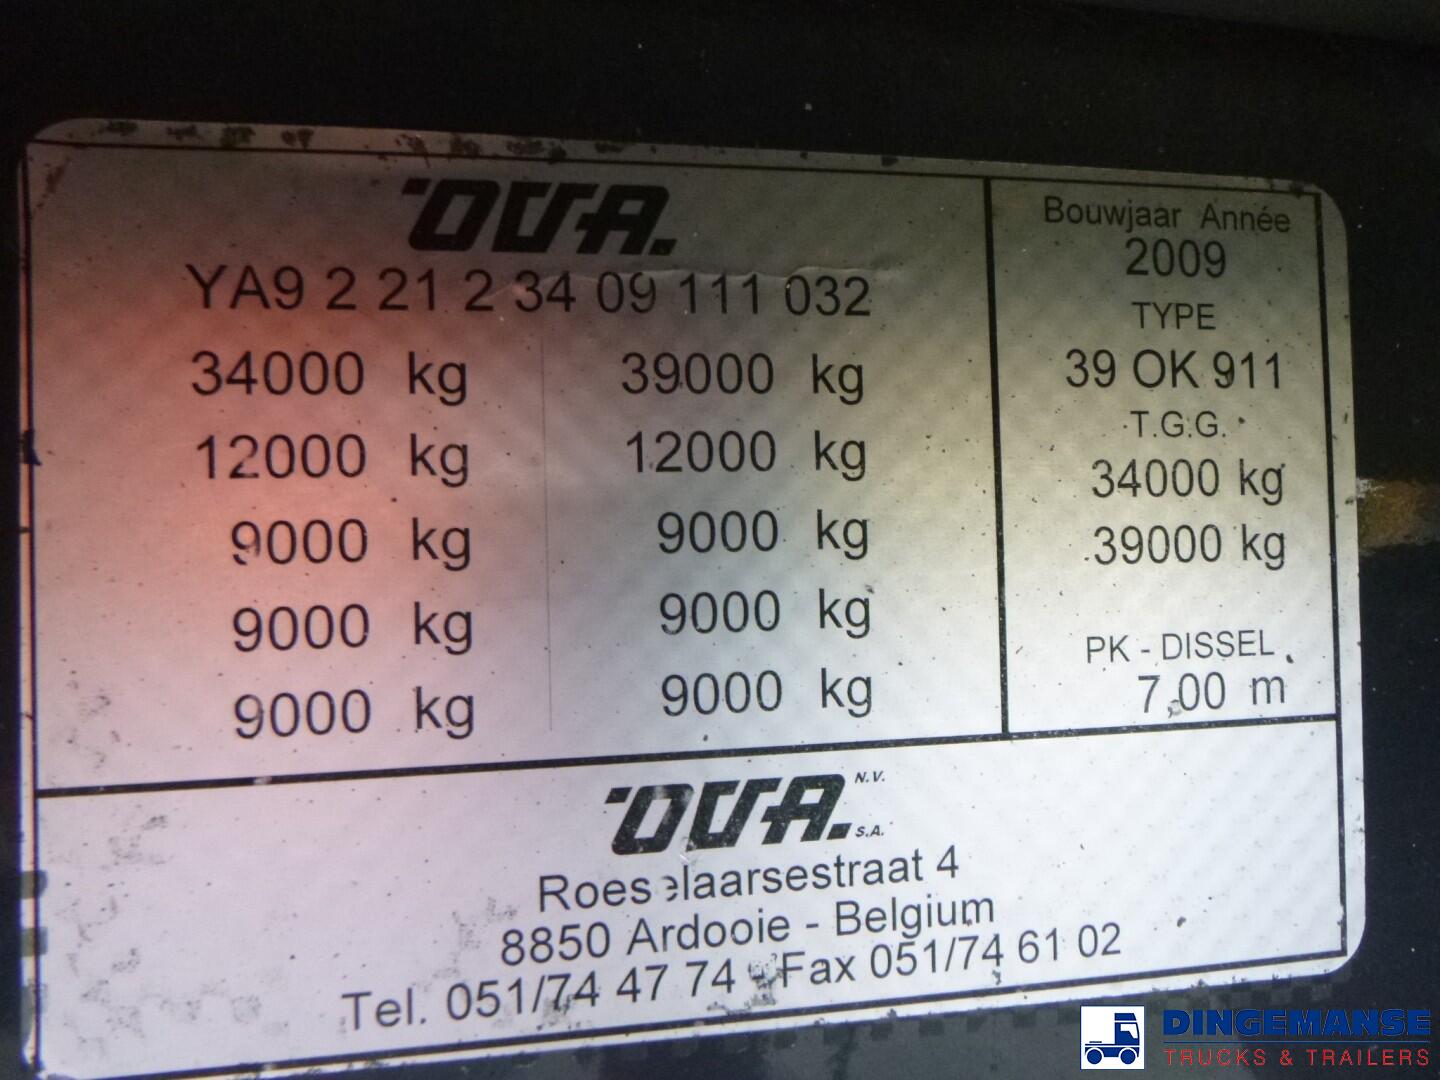 OVA.
YA9 2 21 2 34 09 111 032
34000 kg 39000 kg
12000 kg 12000 kg
9000 kg 9000 kg
9000 kg 9000 kg
9000 kg 9000 kg
Bouwjaar Année
2009
TYPE
39 OK 911
T.G.G.
34000 kg
39000 kg
PK - DISSEL
7,00 m
OVA. N.V. S.A.
Roeselaarsestraat 4
8850 Ardooie - Belgium
Tel. 051/74 47 74 - Fax 051/74 61 02
DINGEMANSE
TRUCKS & TRAILERS